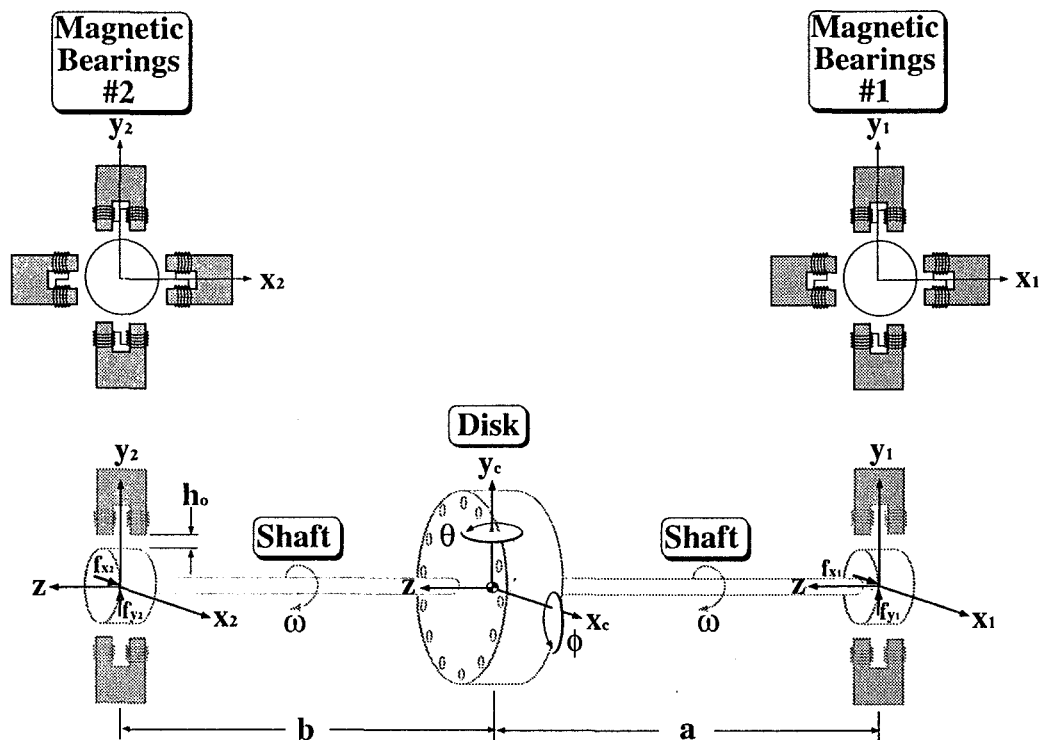 Magnetic
Bearings
#2
Magnetic
Bearings
#1
y2
y1
x2
x1
Disk
y2
yc
y1
ho
Shaft
θ
Shaft
fx2
fx1
z
z
z
fy2
x2
ω
xc
ϕ
ω
fy1
x1
b
a